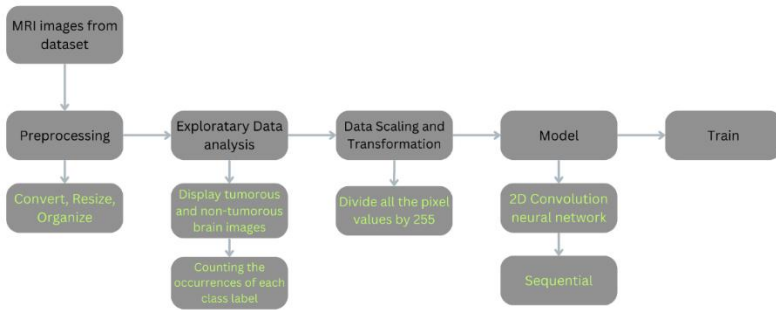 MRI images from
dataset
Preprocessing
Exploratary Data
analysis
Data Scaling and
Transformation
Model
Train
Convert, Resize,
Organize
Display tumorous
and non-tumorous
brain images
Divide all the pixel
values by 255
2D Convolution
neural network
Counting the
occurrences of each
class label
Sequential